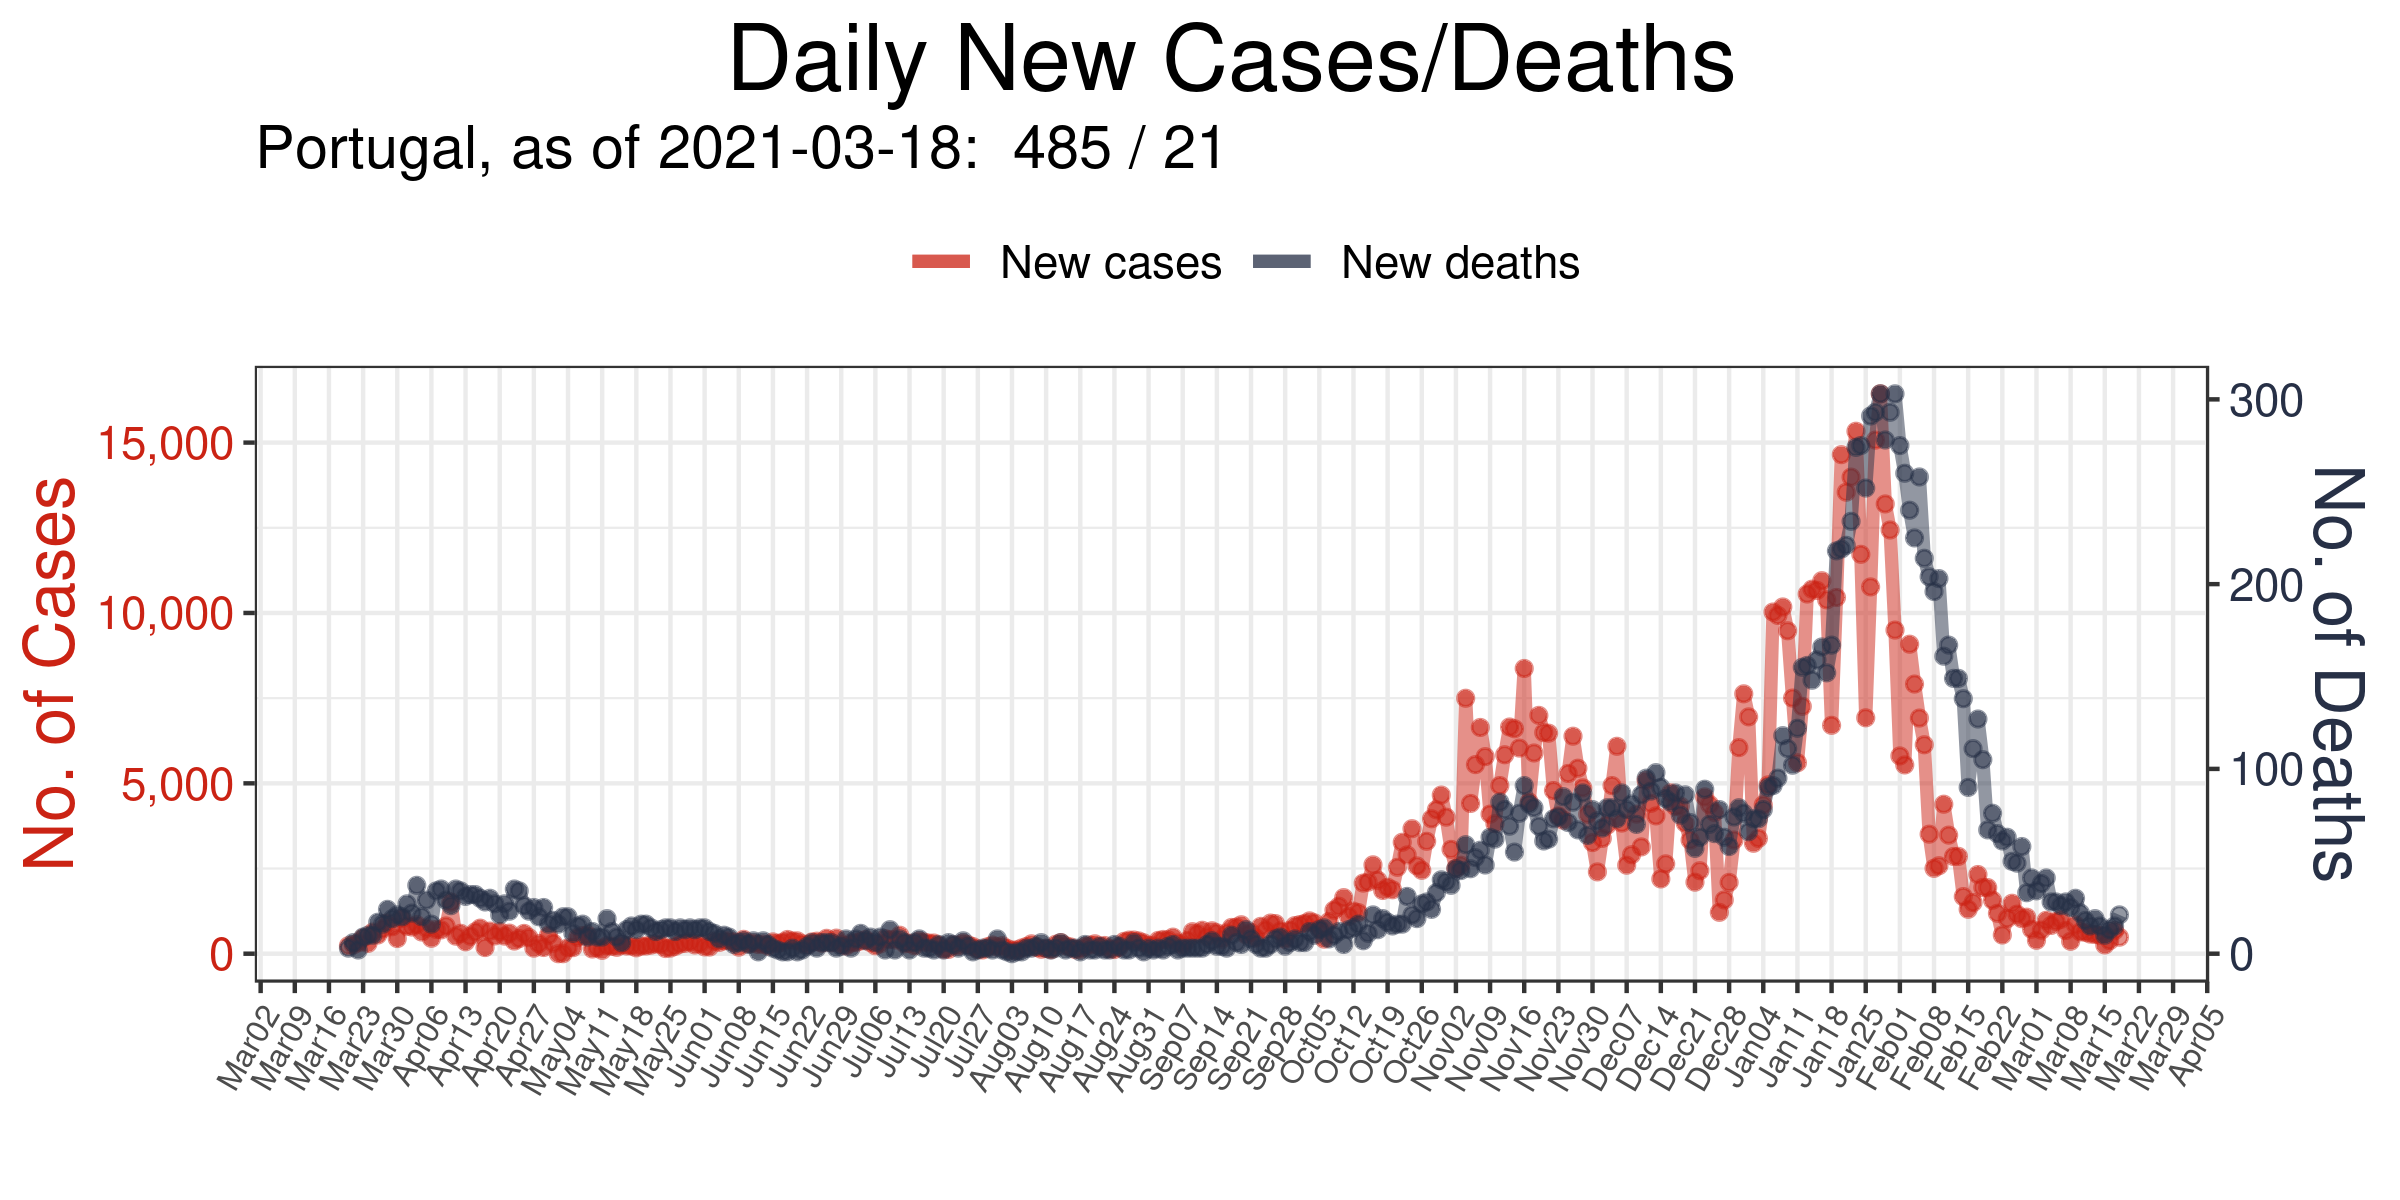 Daily New Cases/Deaths
Portugal, as of 2021-03-18:  485 / 21
New cases
New deaths
No. of Cases
15,000
10,000
5,000
0
300
200
100
0
No. of Deaths
Mar02
Mar09
Mar16
Mar23
Mar30
Apr06
Apr13
Apr20
Apr27
May04
May11
May18
May25
Jun01
Jun08
Jun15
Jun22
Jun29
Jul06
Jul13
Jul20
Jul27
Aug03
Aug10
Aug17
Aug24
Aug31
Sep07
Sep14
Sep21
Sep28
Oct05
Oct12
Oct19
Oct26
Nov02
Nov09
Nov16
Nov23
Nov30
Dec07
Dec14
Dec21
Dec28
Jan04
Jan11
Jan18
Jan25
Feb01
Feb08
Feb15
Feb22
Mar01
Mar08
Mar15
Mar22
Mar29
Apr05